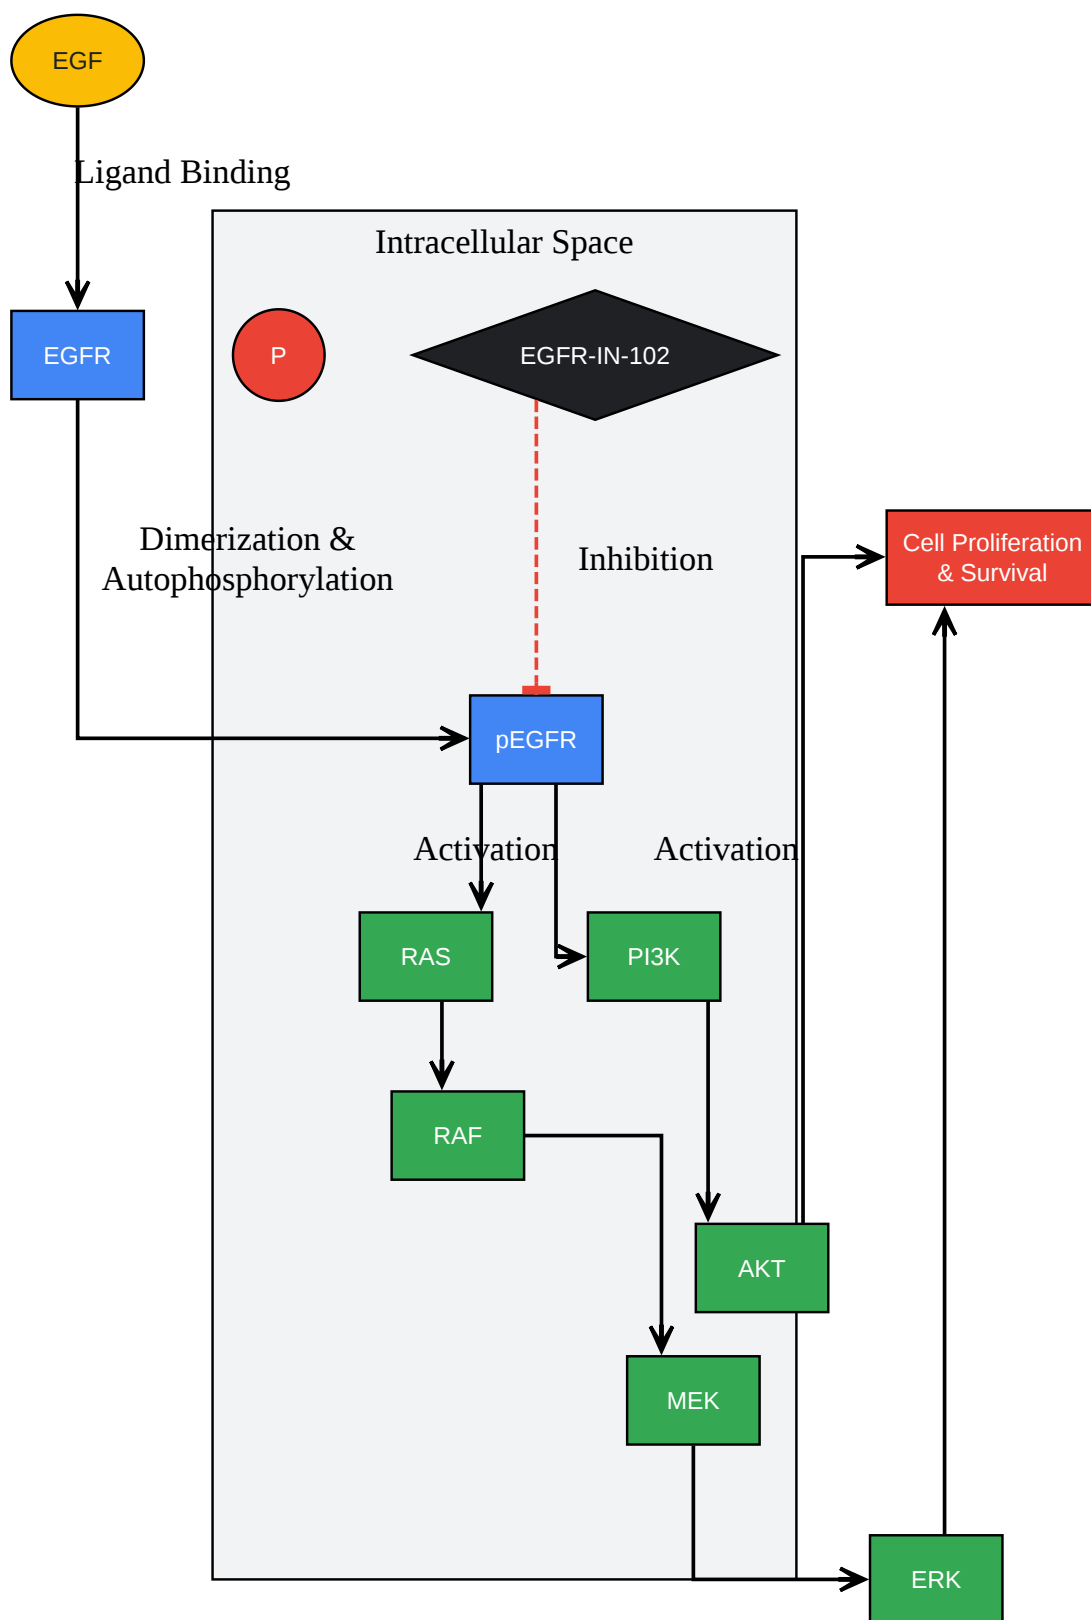 EGF
Ligand Binding
Intracellular Space
EGFR
P
EGFR-IN-102
Dimerization &
Autophosphorylation
Inhibition
Cell Proliferation
& Survival
pEGFR
Activation
Activation
RAS
PI3K
RAF
AKT
MEK
ERK